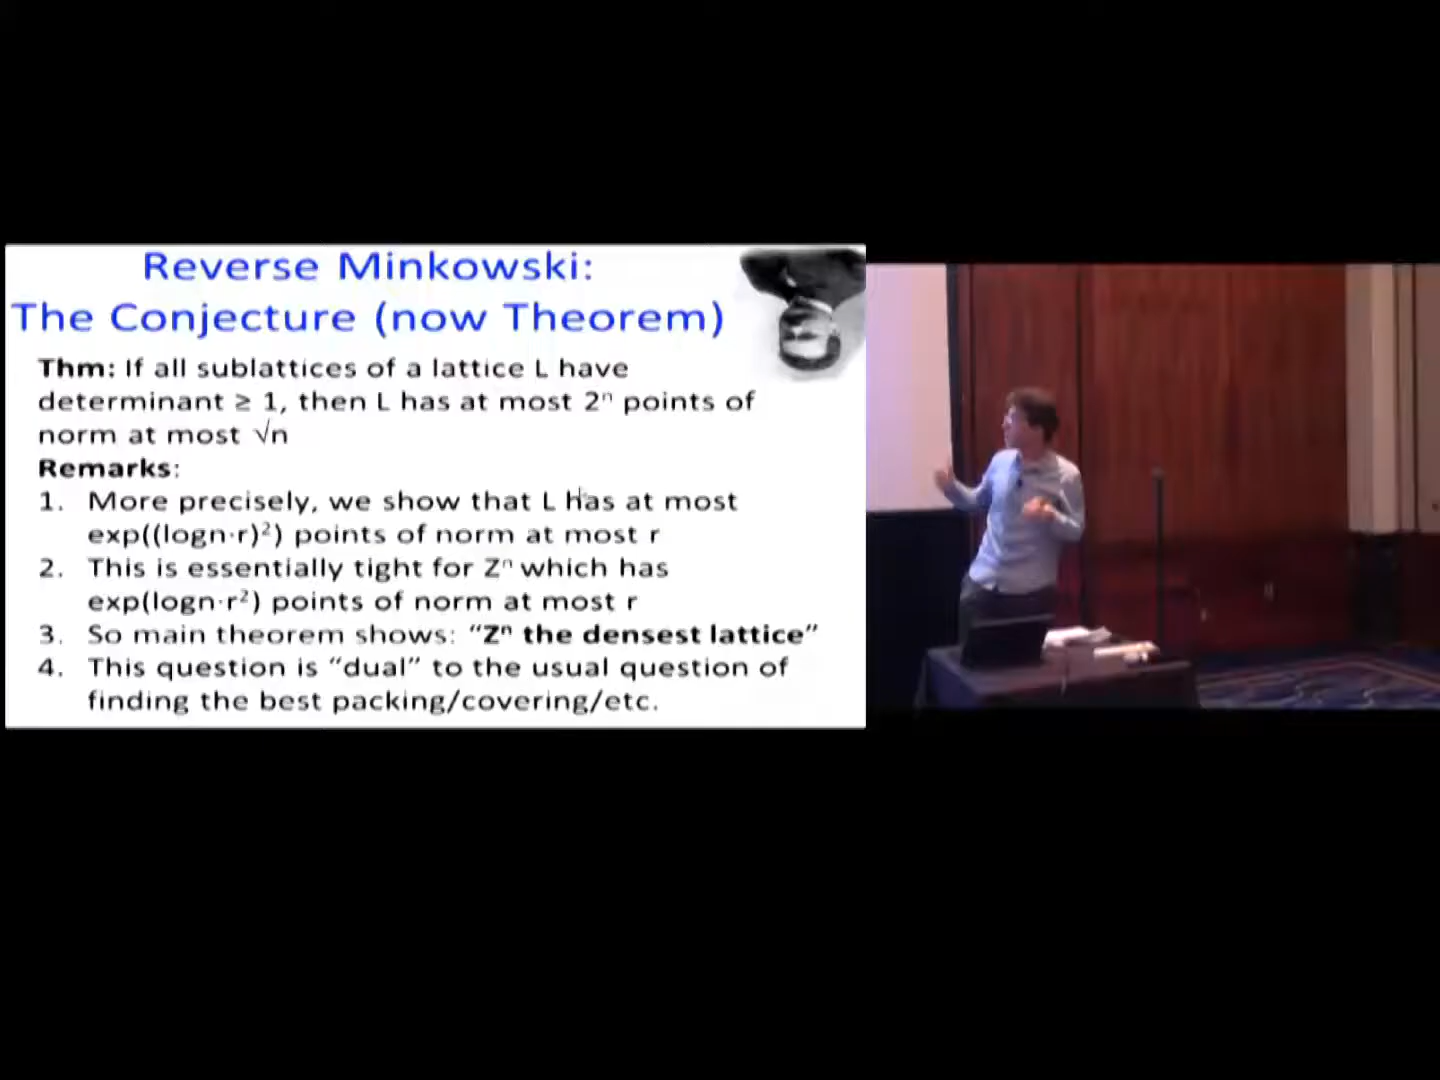 Reverse Minkowski:
The Conjecture (now Theorem)
Thm: If all sublattices of a lattice L have
determinant ≥ 1, then L has at most 2ⁿ points of
norm at most √n
Remarks:
1. More precisely, we show that L has at most
exp((logn·r)²) points of norm at most r
2. This is essentially tight for Zⁿ which has
exp(logn·r²) points of norm at most r
3. So main theorem shows: “Zⁿ the densest lattice”
4. This question is “dual” to the usual question of
finding the best packing/covering/etc.